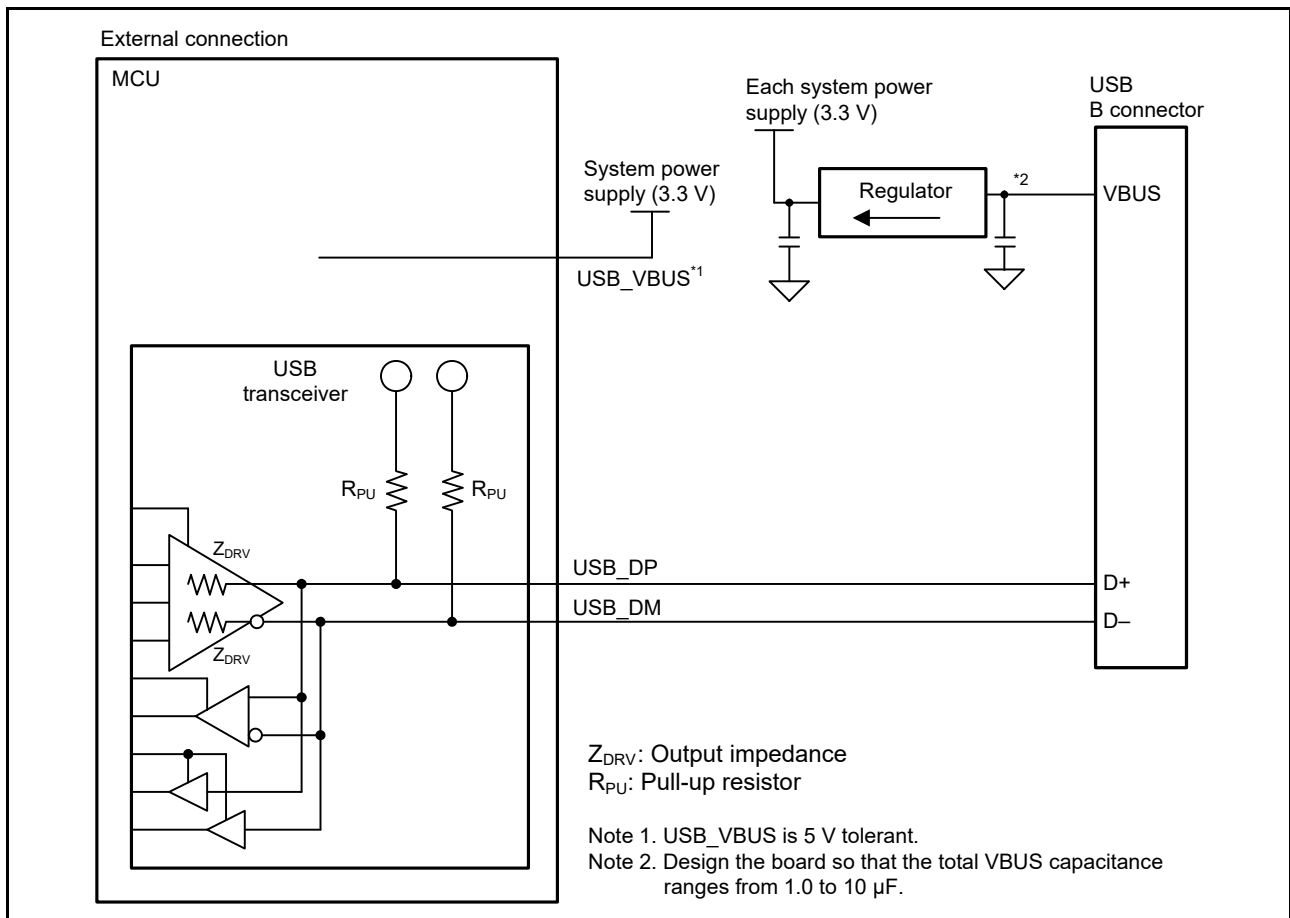 External connection
MCU
Each system power
supply (3.3 V)
USB
B connector
System power
supply (3.3 V)
Regulator
*2
VBUS
USB_VBUS*1
USB
transceiver
RPU
RPU
ZDRV
USB_DP
D+
USB_DM
D–
ZDRV
ZDRV: Output impedance
RPU: Pull-up resistor
Note 1. USB_VBUS is 5 V tolerant.
Note 2. Design the board so that the total VBUS capacitance
ranges from 1.0 to 10 µF.